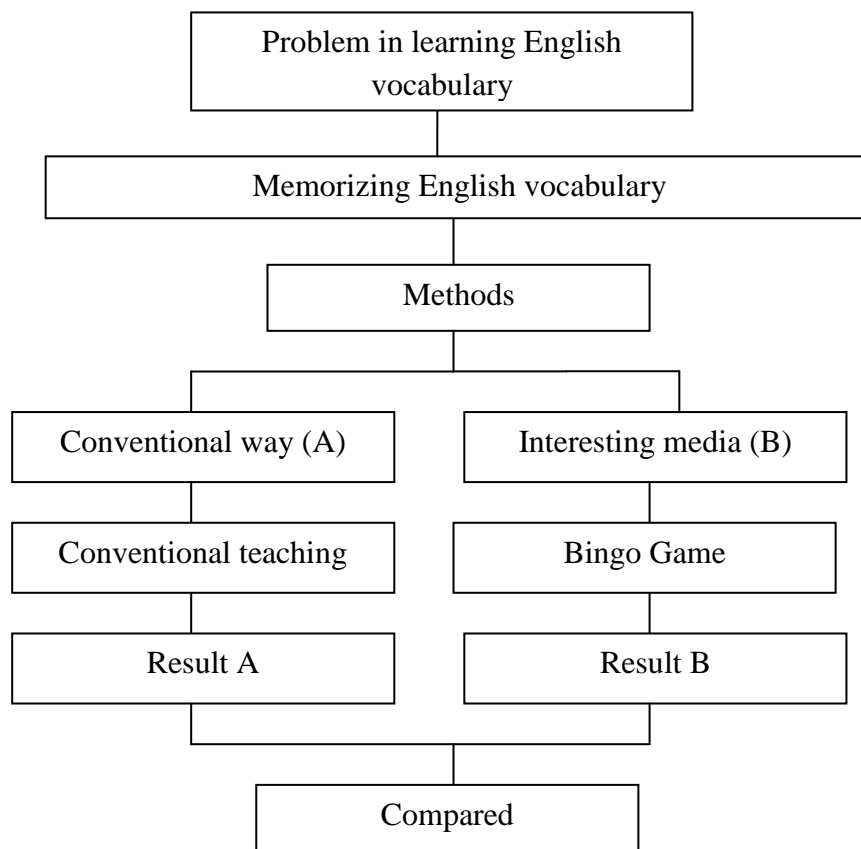 Problem in learning English
vocabulary
Memorizing English vocabulary
Methods
Conventional way (A)
Interesting media (B)
Conventional teaching
Bingo Game
Result A
Result B
Compared